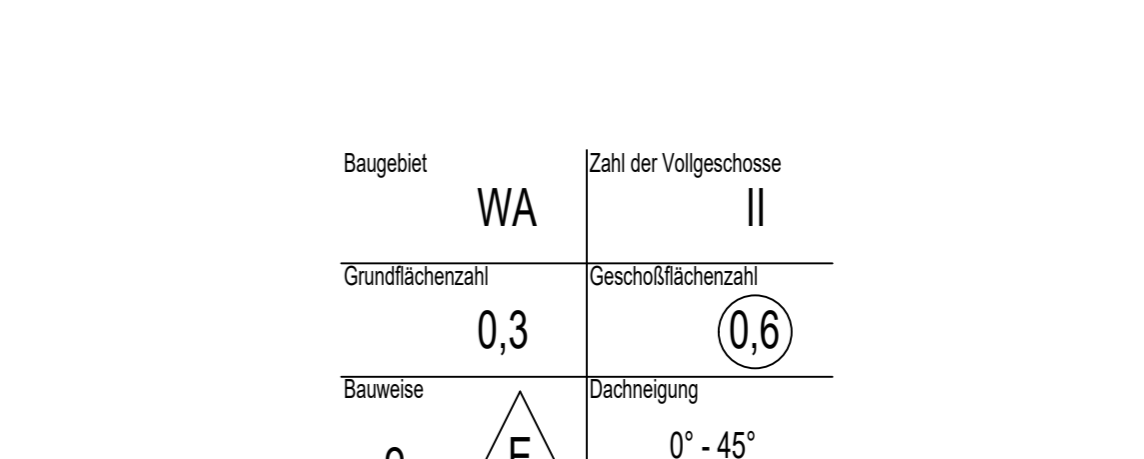 Baugebiet Zahl der Vollgeschosse
WA II
Grundflächenzahl Geschoßflächenzahl
0,3 0,6
Bauweise Dachneigung
0° - 45°